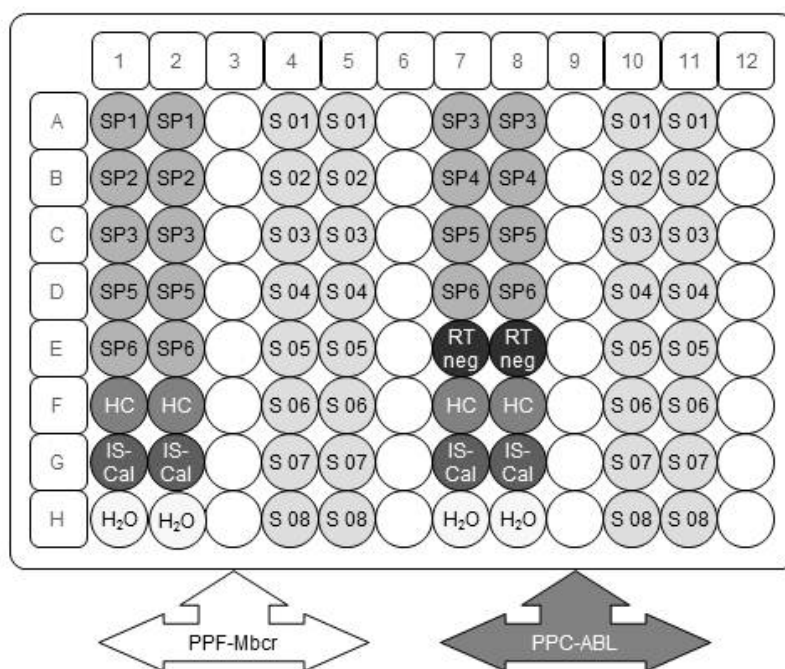 1 2 3 4 5 6 7 8 9 10 11 12
A SP1 SP1 S 01 S 01 SP3 SP3 S 01 S 01
B SP2 SP2 S 02 S 02 SP4 SP4 S 02 S 02
C SP3 SP3 S 03 S 03 SP5 SP5 S 03 S 03
D SP5 SP5 S 04 S 04 SP6 SP6 S 04 S 04
E SP6 SP6 S 05 S 05 RT neg RT neg S 05 S 05
F HC HC S 06 S 06 HC HC S 06 S 06
G IS-Cal IS-Cal S 07 S 07 IS-Cal IS-Cal S 07 S 07
H H₂O H₂O S 08 S 08 H₂O H₂O S 08 S 08
PPF-Mbcr PPC-ABL